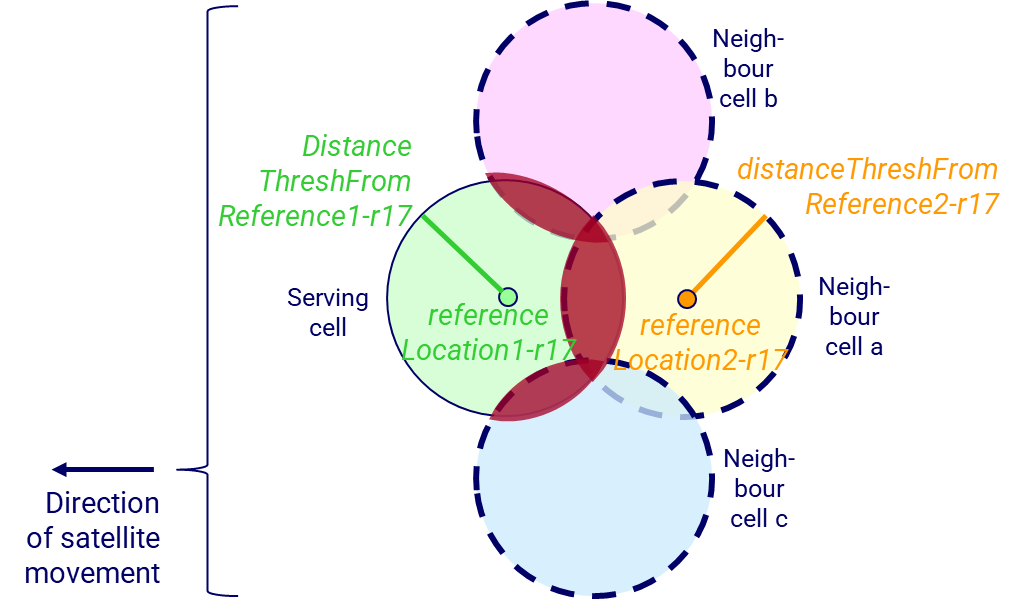 Neigh-
bour
cell b
Distance
ThreshFrom
Reference1-r17
distanceThreshFrom
Reference2-r17
Serving
cell
reference
Location1-r17
reference
Location2-r17
Neigh-
bour
cell a
Neigh-
bour
cell c
Direction
of satellite
movement